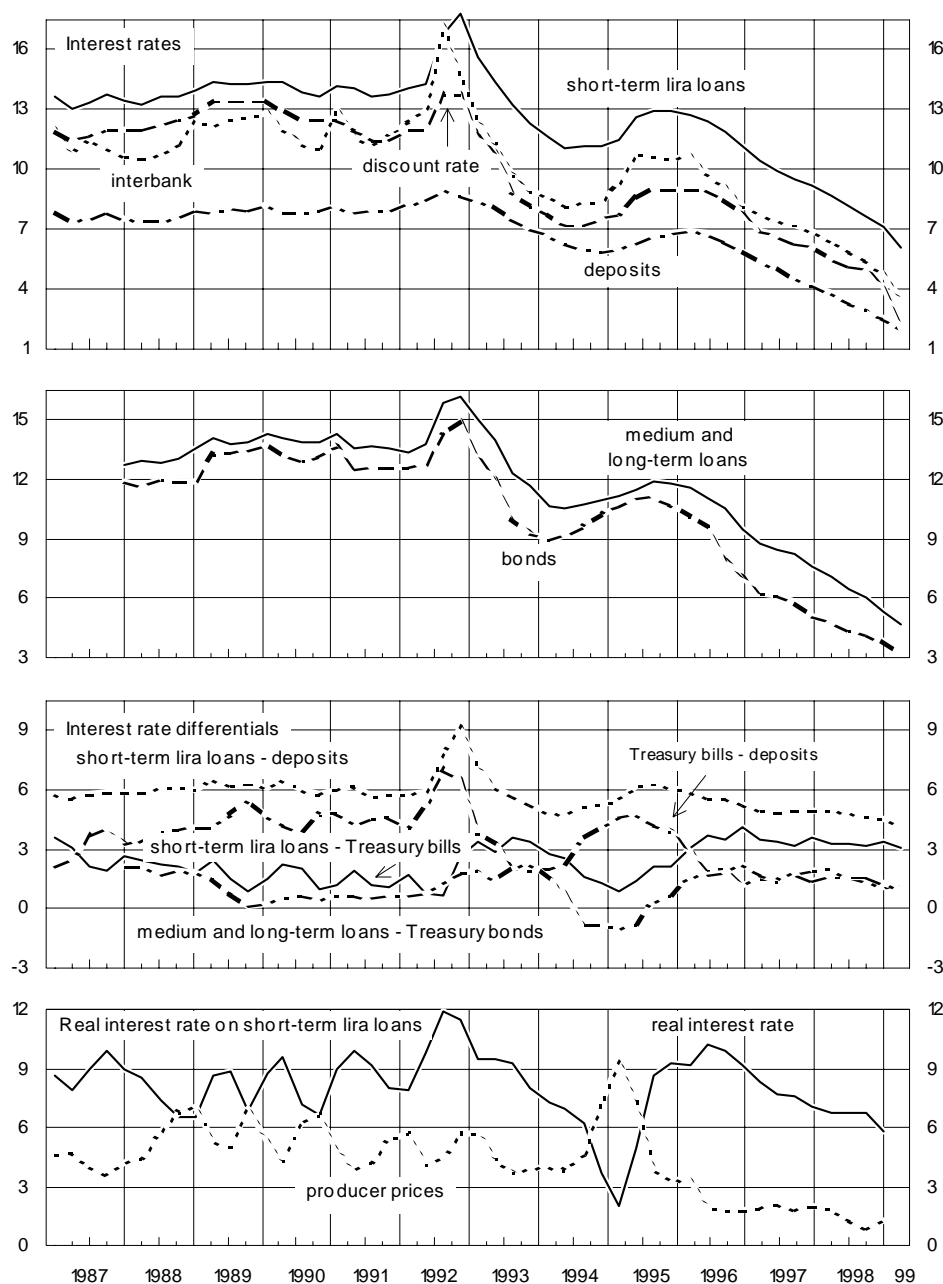 16 Interest rates 16
short-term lira loans
13 13
discount rate
10 10
interbank
7 7
deposits
4 4
1 1
15 15
medium and
long-term loans
12 12
9 9
bonds
6 6
3 3
9 9
Interest rate differentials
short-term lira loans - deposits
Treasury bills - deposits
6 6
3 3
short-term lira loans - Treasury bills
0 0
medium and long-term loans - Treasury bonds
-3 -3
12 12
Real interest rate on short-term lira loans real interest rate
9 9
6 6
3 3
producer prices
0 0
1987 1988 1989 1990 1991 1992 1993 1994 1995 1996 1997 1998 99